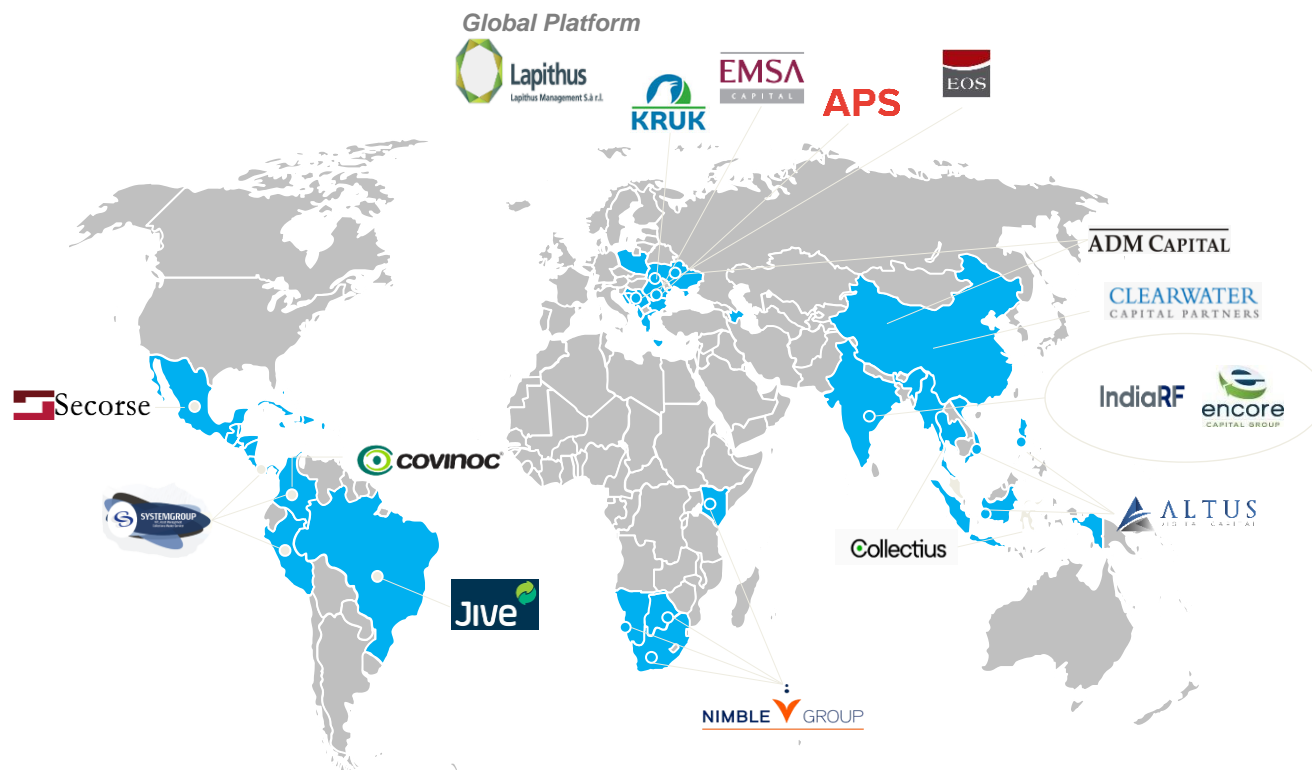 Global Platform
Lapithus
Lapithus Management S.à r.l.
KRUK
EMSA
CAPITAL
APS
EOS
ADM CAPITAL
CLEARWATER
CAPITAL PARTNERS
IndiaRF
encore
CAPITAL GROUP
Secorse
covinoc
SYSTEMGROUP
ALTUS
Collectius
Jive
NIMBLE GROUP